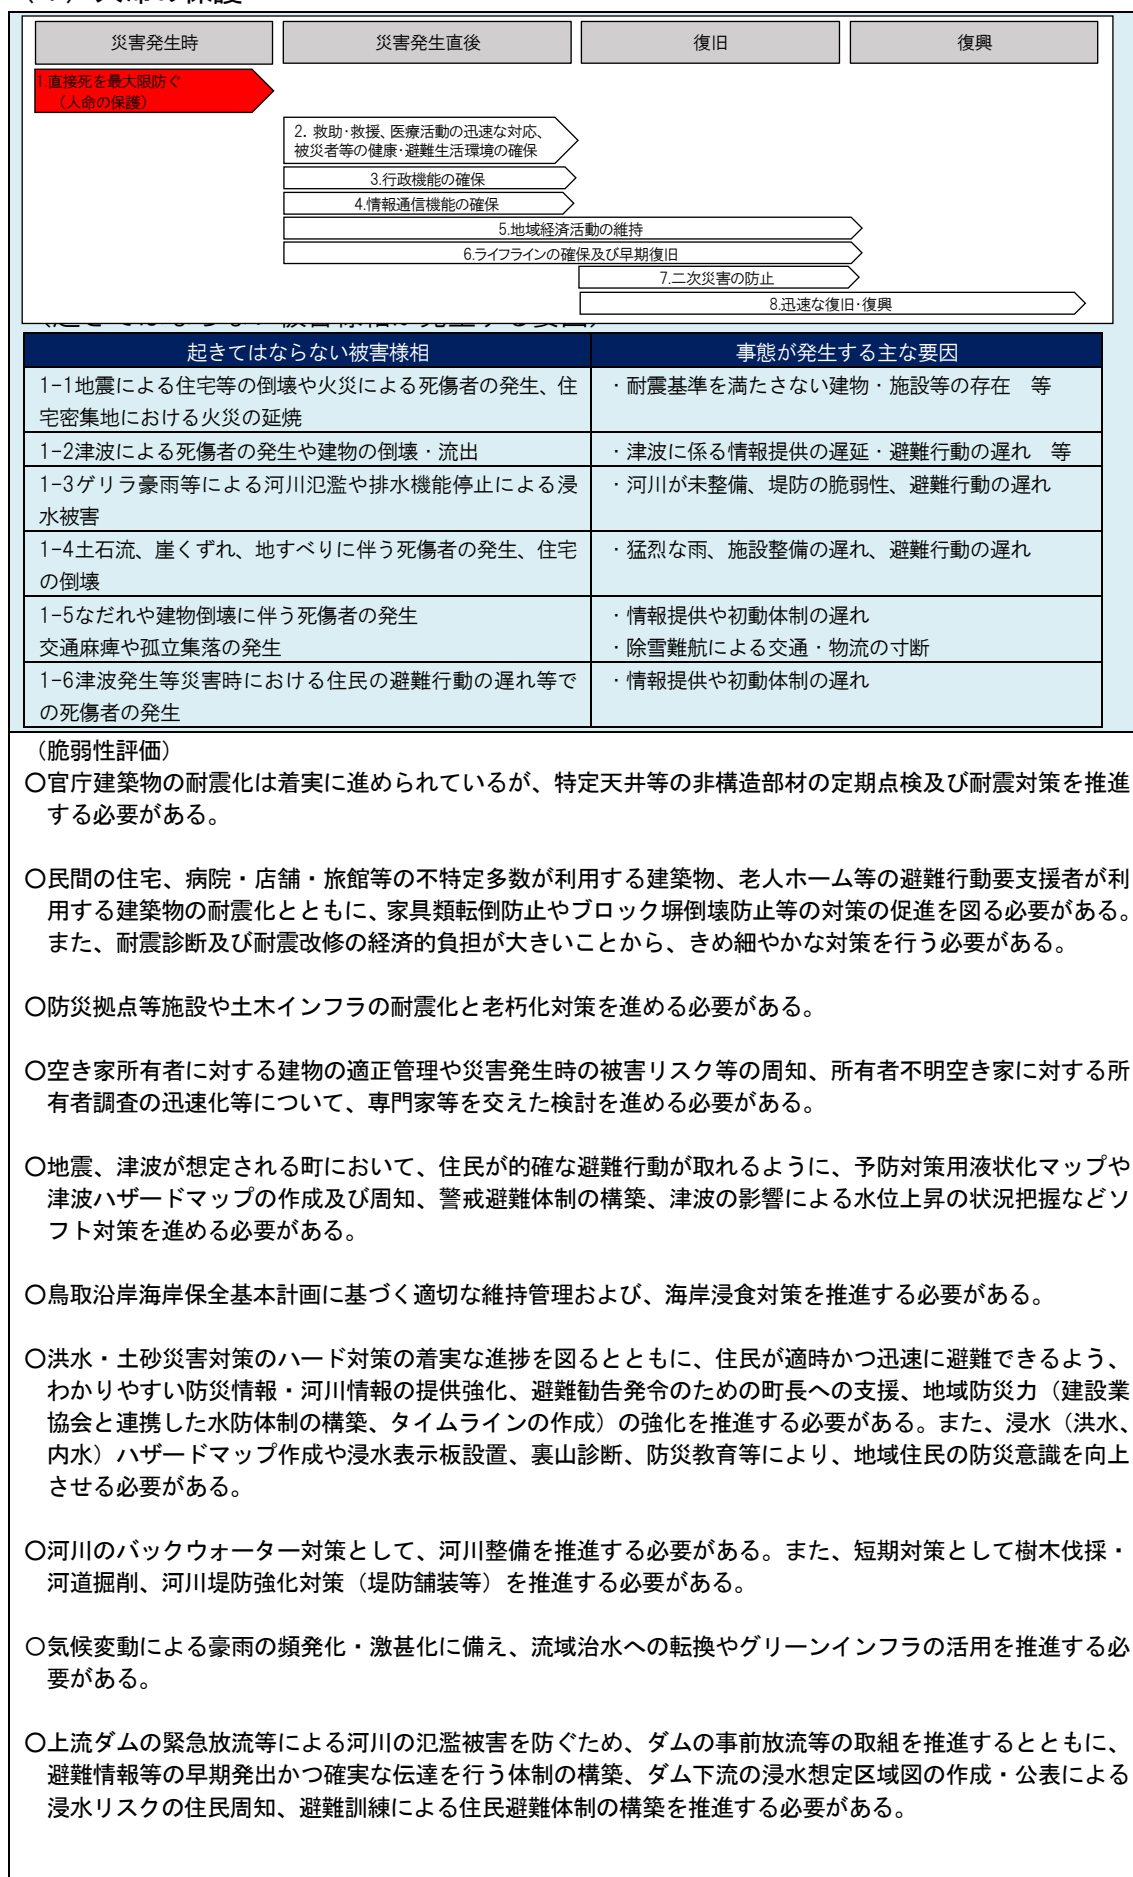 災害発生時
災害発生直後
復旧
復興
1.直接死を最大限防ぐ
(人命の保護)
2. 救助・救援、医療活動の迅速な対応、
被災者等の健康・避難生活環境の確保
3.行政機能の確保
4.情報通信機能の確保
5.地域経済活動の維持
6.ライフラインの確保及び早期復旧
7.二次災害の防止
8.迅速な復旧・復興
起きてはならない被害様相
事態が発生する主な要因
1-1地震による住宅等の倒壊や火災による死傷者の発生、住
宅密集地における火災の延焼
・耐震基準を満たさない建物・施設等の存在　等
1-2津波による死傷者の発生や建物の倒壊・流出
・津波に係る情報提供の遅延・避難行動の遅れ　等
1-3ゲリラ豪雨等による河川氾濫や排水機能停止による浸
水被害
・河川が未整備、堤防の脆弱性、避難行動の遅れ
1-4土石流、崖くずれ、地すべりに伴う死傷者の発生、住宅
の倒壊
・猛烈な雨、施設整備の遅れ、避難行動の遅れ
1-5なだれや建物倒壊に伴う死傷者の発生
交通麻痺や孤立集落の発生
・情報提供や初動体制の遅れ
・除雪難航による交通・物流の寸断
1-6津波発生等災害時における住民の避難行動の遅れ等で
の死傷者の発生
・情報提供や初動体制の遅れ
(脆弱性評価)
○官庁建築物の耐震化は着実に進められているが、特定天井等の非構造部材の定期点検及び耐震対策を推進
する必要がある。
○民間の住宅、病院・店舗・旅館等の不特定多数が利用する建築物、老人ホーム等の避難行動要支援者が利
用する建築物の耐震化とともに、家具類転倒防止やブロック塀倒壊防止等の対策の促進を図る必要がある。
また、耐震診断及び耐震改修の経済的負担が大きいことから、きめ細やかな対策を行う必要がある。
○防災拠点等施設や土木インフラの耐震化と老朽化対策を進める必要がある。
○空き家所有者に対する建物の適正管理や災害発生時の被害リスク等の周知、所有者不明空き家に対する所
有者調査の迅速化等について、専門家等を交えた検討を進める必要がある。
○地震、津波が想定される町において、住民が的確な避難行動が取れるように、予防対策用液状化マップや
津波ハザードマップの作成及び周知、警戒避難体制の構築、津波の影響による水位上昇の状況把握などソ
フト対策を進める必要がある。
○鳥取沿岸海岸保全基本計画に基づく適切な維持管理および、海岸浸食対策を推進する必要がある。
○洪水・土砂災害対策のハード対策の着実な進捗を図るとともに、住民が適時かつ迅速に避難できるよう、
わかりやすい防災情報・河川情報の提供強化、避難勧告発令のための町長への支援、地域防災力（建設業
協会と連携した水防体制の構築、タイムラインの作成）の強化を推進する必要がある。また、浸水（洪水、
内水）ハザードマップ作成や浸水表示板設置、裏山診断、防災教育等により、地域住民の防災意識を向上
させる必要がある。
○河川のバックウォーター対策として、河川整備を推進する必要がある。また、短期対策として樹木伐採・
河道掘削、河川堤防強化対策（堤防舗装等）を推進する必要がある。
○気候変動による豪雨の頻発化・激甚化に備え、流域治水への転換やグリーンインフラの活用を推進する必
要がある。
○上流ダムの緊急放流等による河川の氾濫被害を防ぐため、ダムの事前放流等の取組を推進するとともに、
避難情報等の早期発出かつ確実な伝達を行う体制の構築、ダム下流の浸水想定区域図の作成・公表による
浸水リスクの住民周知、避難訓練による住民避難体制の構築を推進する必要がある。